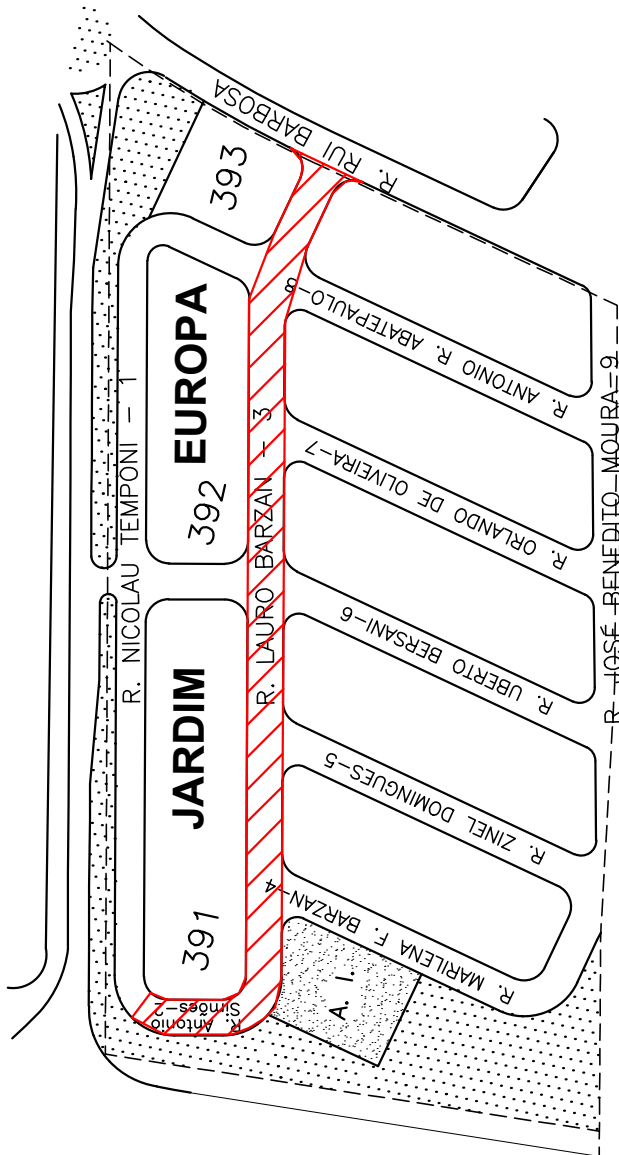 R. RUI BARBOSA
393
EUROPA
392
R. NICOLAU TEMPONI - 1
R. LAURO BARZAN - 3
JARDIM
391
R. Antonio
Simões-2
R. ANTONIO R. ABATEPAULO-8
R. ORLANDO DE OLIVEIRA-7
R. UBERTO BERSANI-6
R. ZINEL DOMINGUES-5
R. MARILENA F. BARZAN-4
A. I.
R. JOSÉ BENEDITO MOURA-9